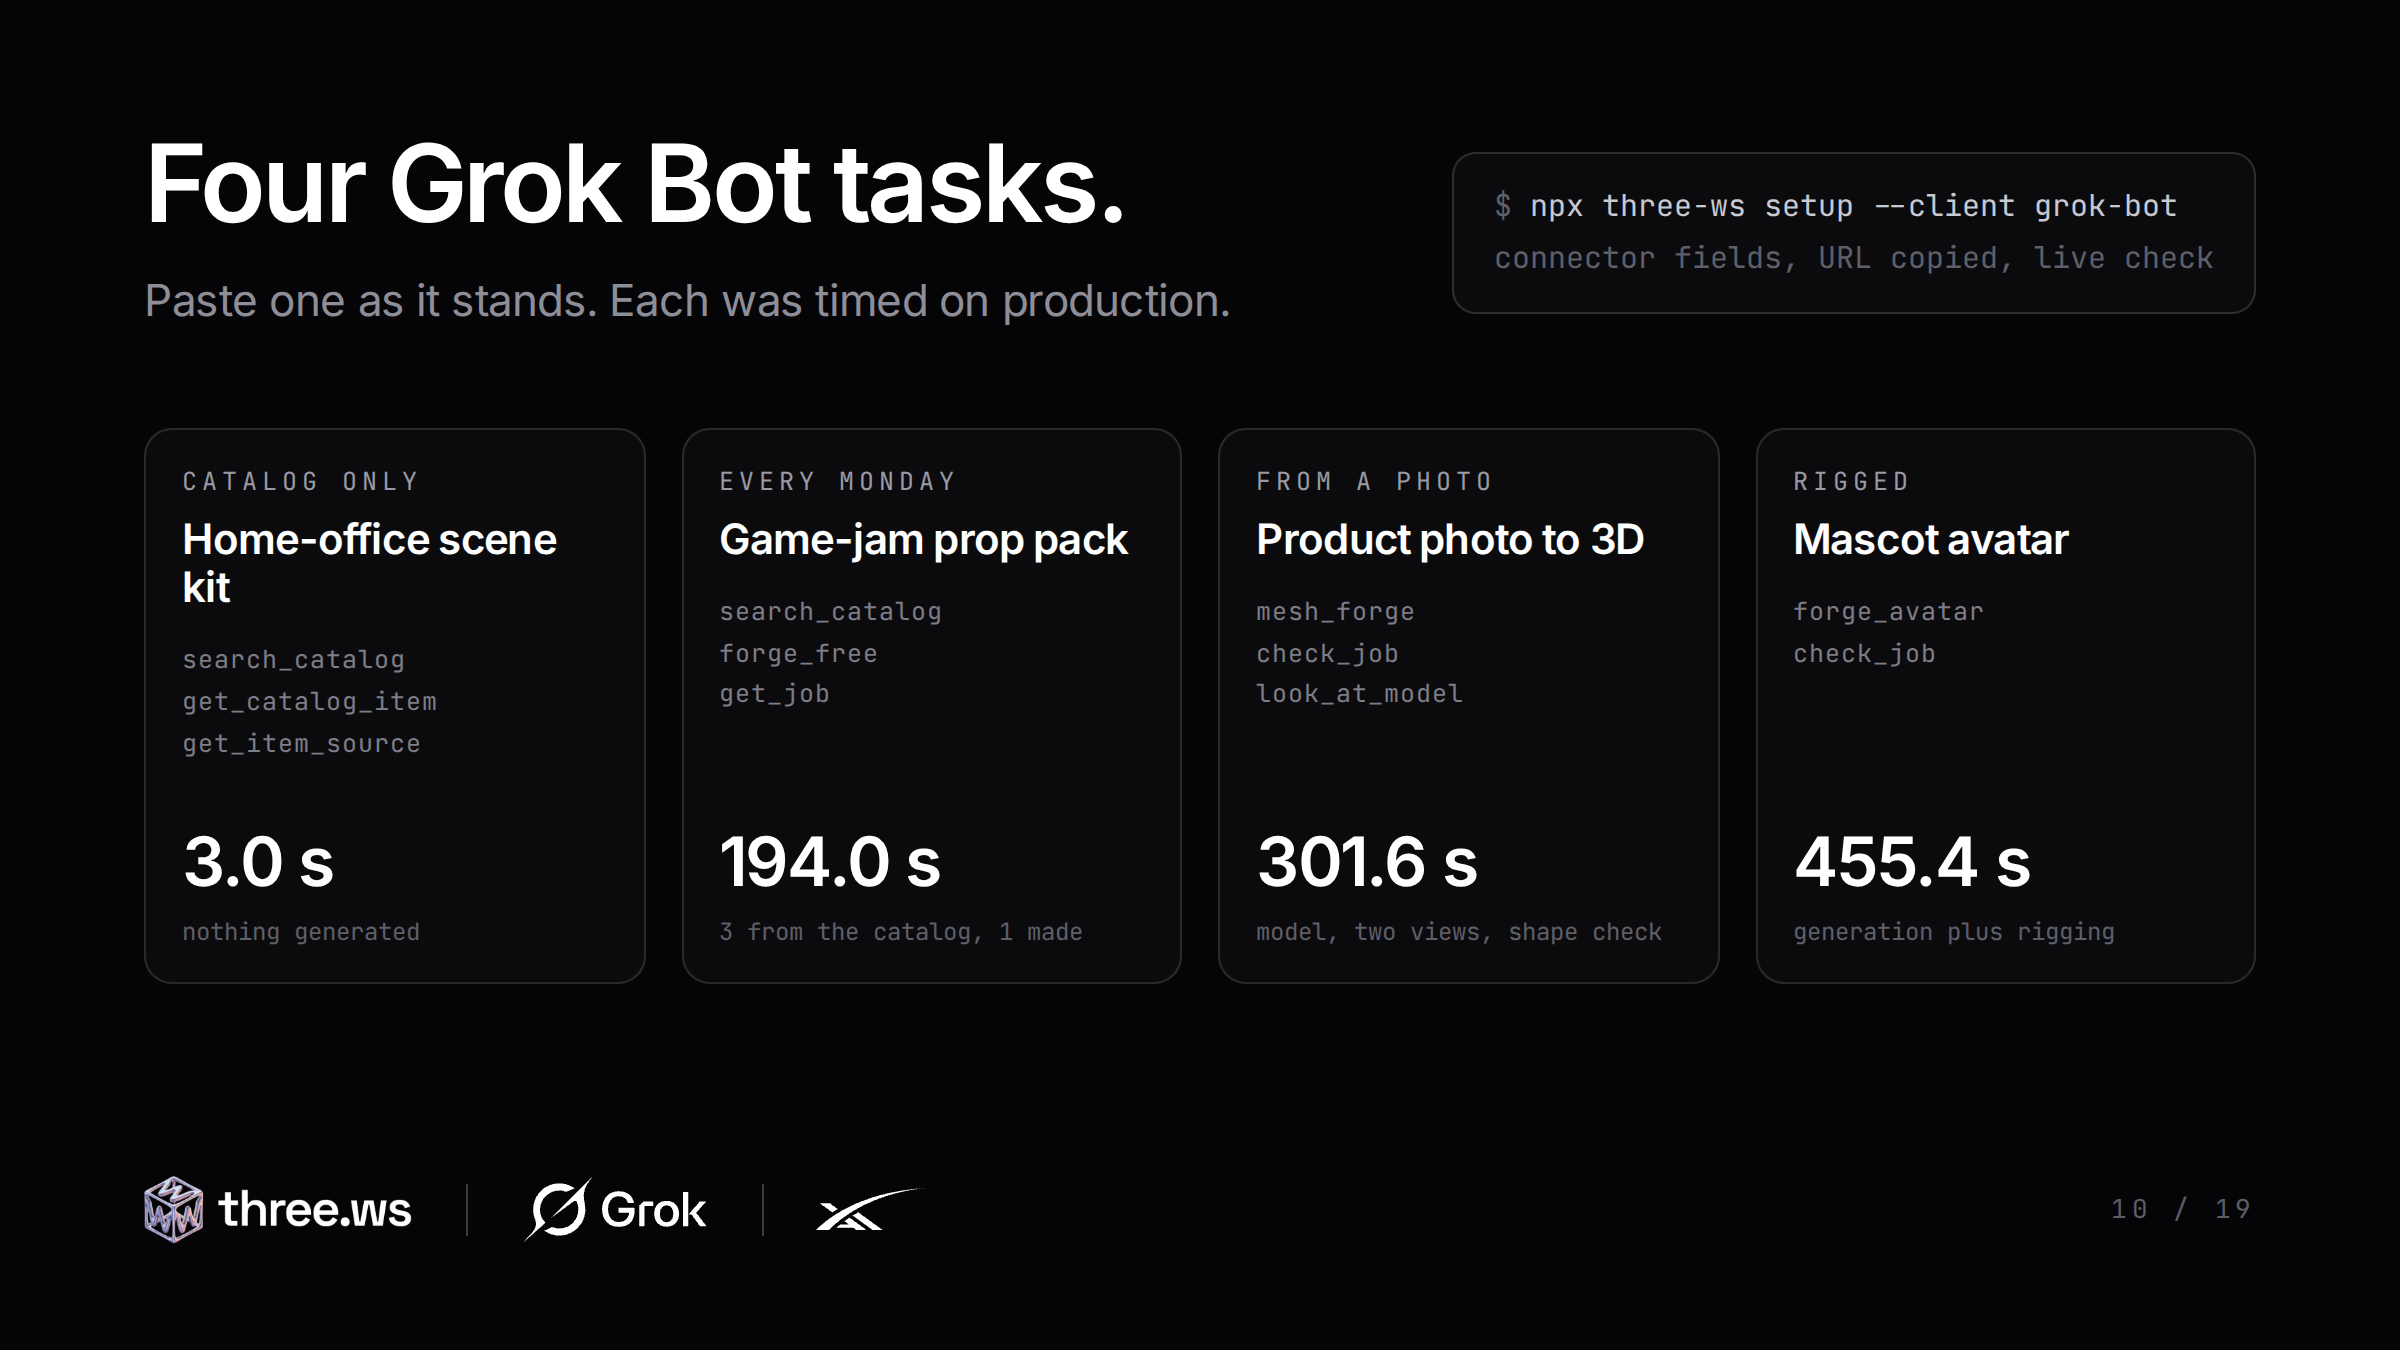 Four Grok Bot tasks.
Paste one as it stands. Each was timed on production.
$ npx three-ws setup --client grok-bot
connector fields, URL copied, live check
CATALOG ONLY
Home-office scene
kit
search_catalog
get_catalog_item
get_item_source
3.0 s
nothing generated
EVERY MONDAY
Game-jam prop pack
search_catalog
forge_free
get_job
194.0 s
3 from the catalog, 1 made
FROM A PHOTO
Product photo to 3D
mesh_forge
check_job
look_at_model
301.6 s
model, two views, shape check
RIGGED
Mascot avatar
forge_avatar
check_job
455.4 s
generation plus rigging
three.ws
Grok
10 / 19